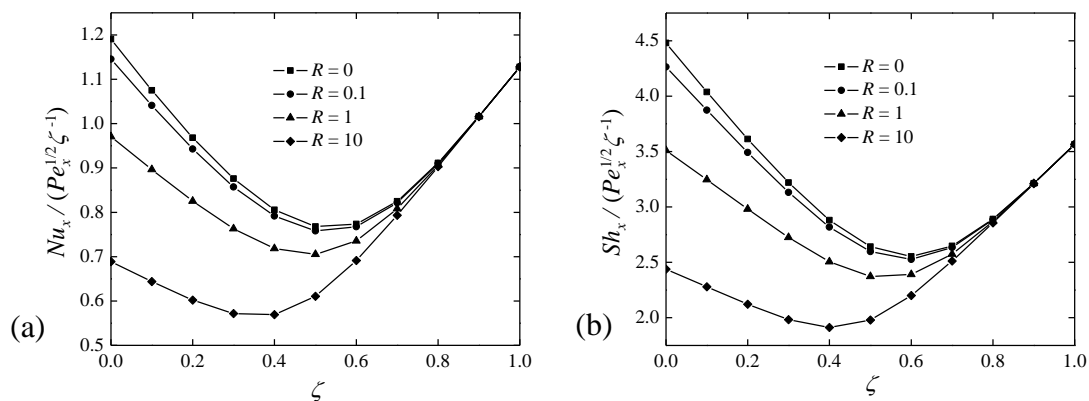 1.2
1.1
1.0
0.9
0.8
0.7
0.6
0.5
Nu_x / (Pe_x^{1/2} ζ^{-1})
R = 0
R = 0.1
R = 1
R = 10
0.0 0.2 0.4 0.6 0.8 1.0
ζ
(a)
4.5
4.0
3.5
3.0
2.5
2.0
Sh_x / (Pe_x^{1/2} ζ^{-1})
R = 0
R = 0.1
R = 1
R = 10
0.0 0.2 0.4 0.6 0.8 1.0
ζ
(b)